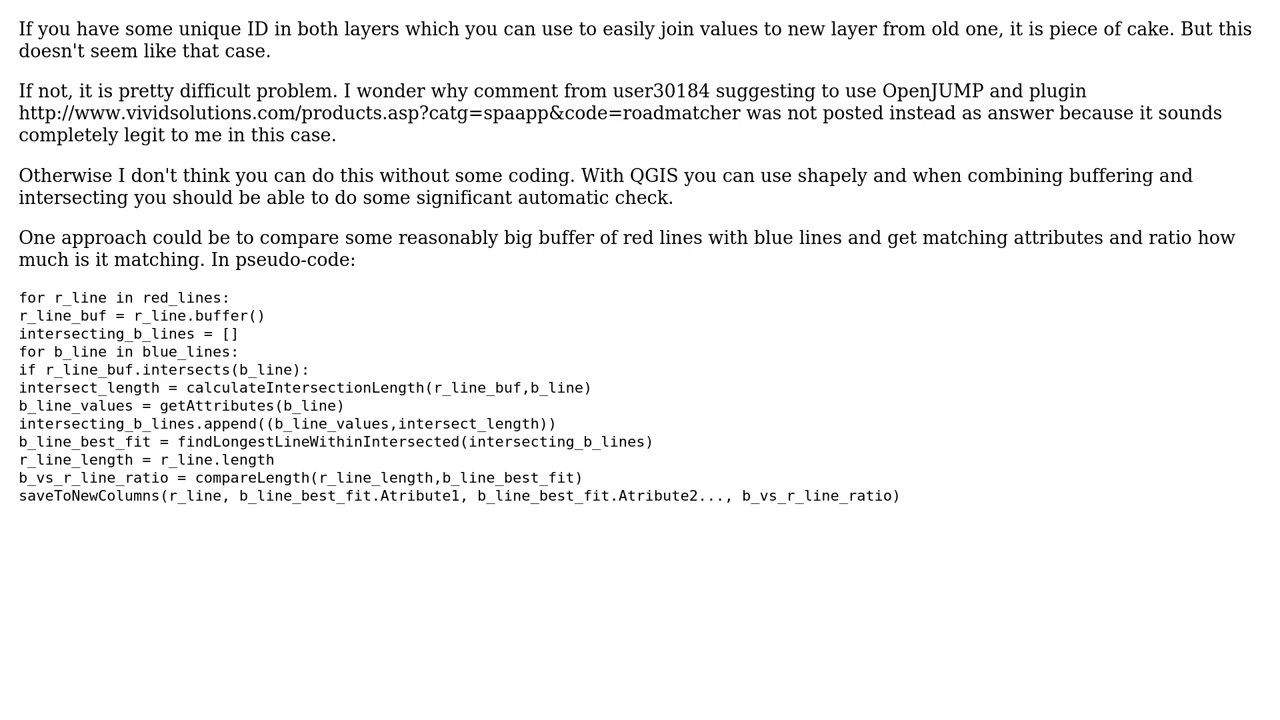 If you have some unique ID in both layers which you can use to easily join values to new layer from old one, it is piece of cake. But this
doesn't seem like that case.
If not, it is pretty difficult problem. I wonder why comment from user30184 suggesting to use OpenJUMP and plugin
http://www.vividsolutions.com/products.asp?catg=spaapp&code=roadmatcher was not posted instead as answer because it sounds
completely legit to me in this case.
Otherwise I don't think you can do this without some coding. With QGIS you can use shapely and when combining buffering and
intersecting you should be able to do some significant automatic check.
One approach could be to compare some reasonably big buffer of red lines with blue lines and get matching attributes and ratio how
much is it matching. In pseudo-code:
for r_line in red_lines:
r_line_buf = r_line.buffer()
intersecting_b_lines = []
for b_line in blue_lines:
if r_line_buf.intersects(b_line):
intersect_length = calculateIntersectionLength(r_line_buf,b_line)
b_line_values = getAttributes(b_line)
intersecting_b_lines.append((b_line_values,intersect_length))
b_line_best_fit = findLongestLineWithinIntersected(intersecting_b_lines)
r_line_length = r_line.length
b_vs_r_line_ratio = compareLength(r_line_length,b_line_best_fit)
saveToNewColumns(r_line, b_line_best_fit.Atribute1, b_line_best_fit.Atribute2..., b_vs_r_line_ratio)